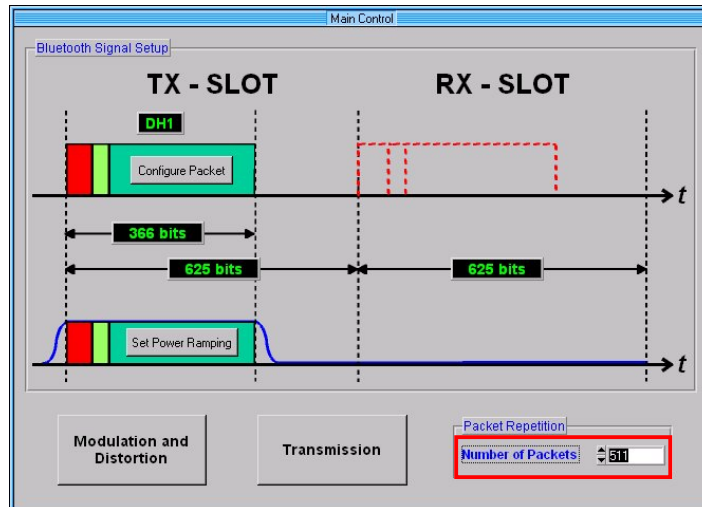 Main Control
Bluetooth Signal Setup
TX - SLOT
RX - SLOT
DH1
Configure Packet
t
366 bits
625 bits
625 bits
Set Power Ramping
t
Modulation and
Distortion
Transmission
Packet Repetition
Number of Packets
511